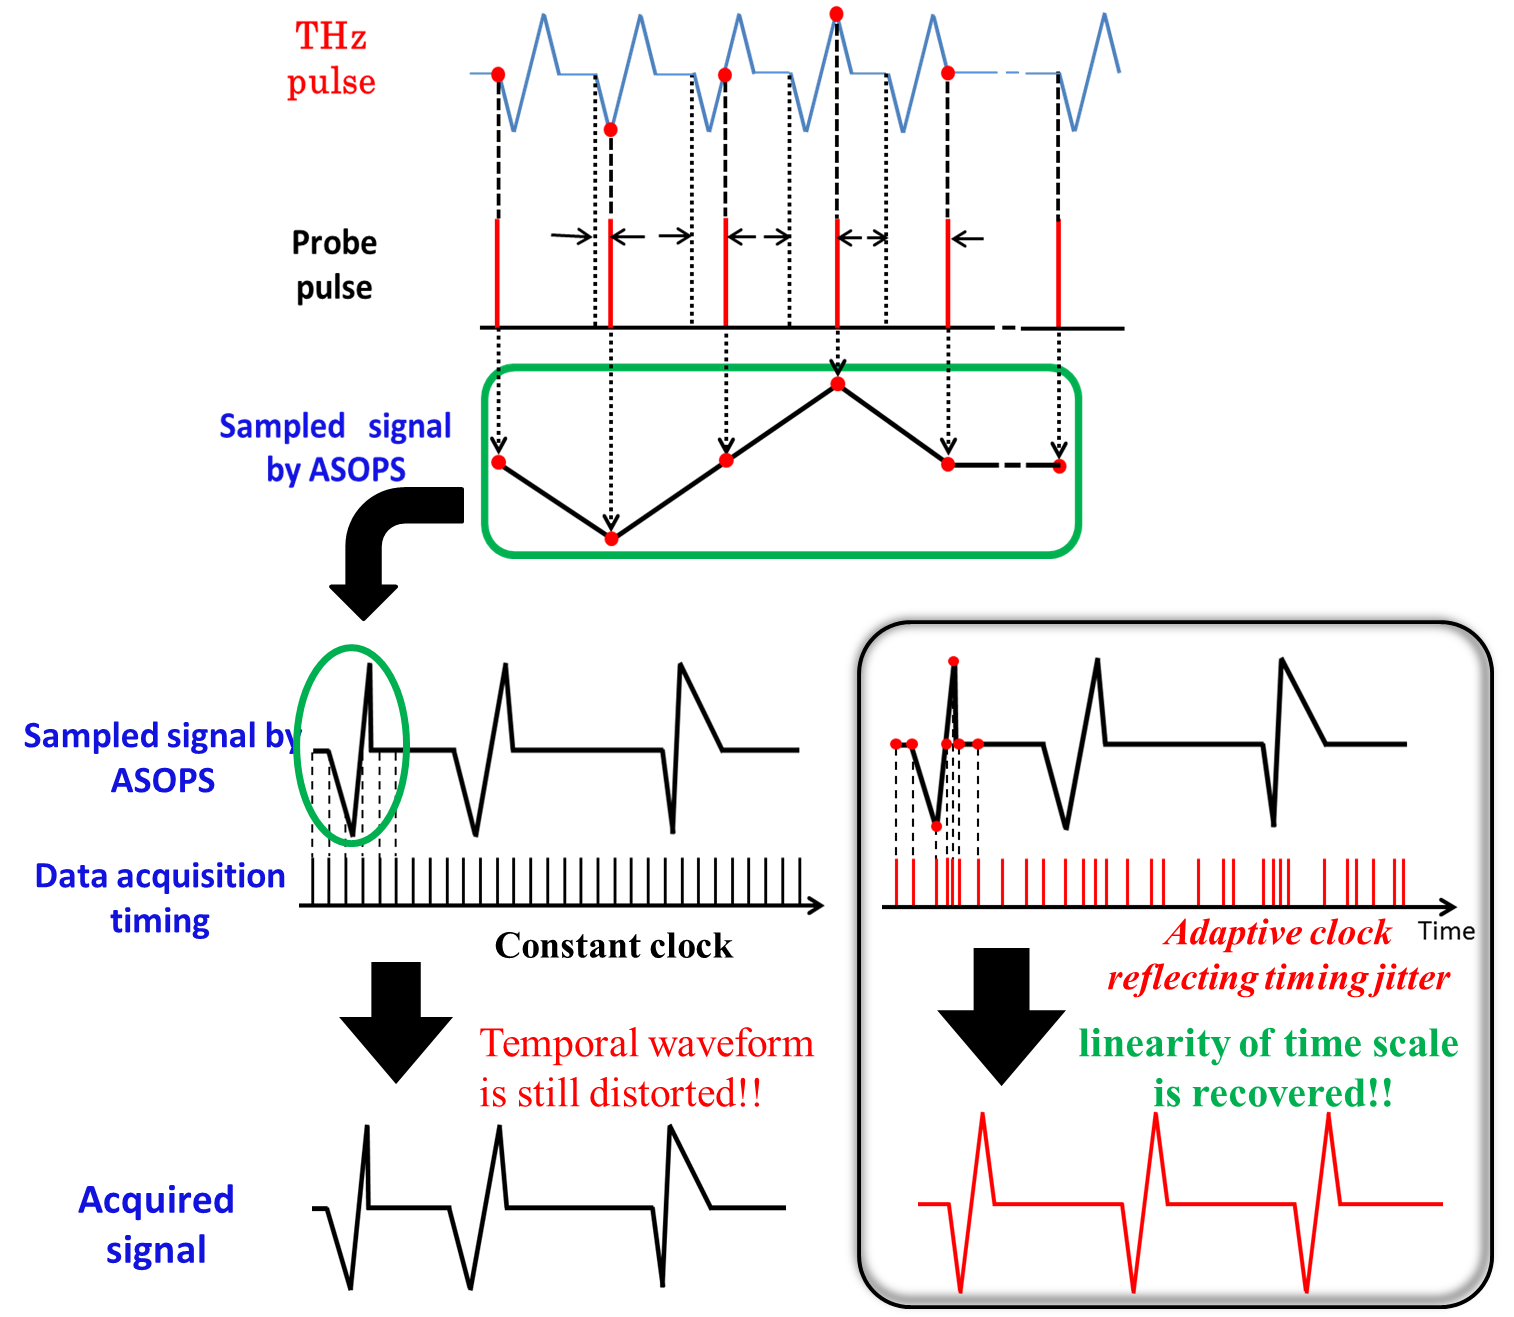 THz
pulse
Probe
pulse
Sampled signal
by ASOPS
Sampled signal by
ASOPS
Data acquisition
timing
Constant clock
Time
Adaptive clock
reflecting timing jitter
Temporal waveform
is still distorted!!
linearity of time scale
is recovered!!
Acquired
signal